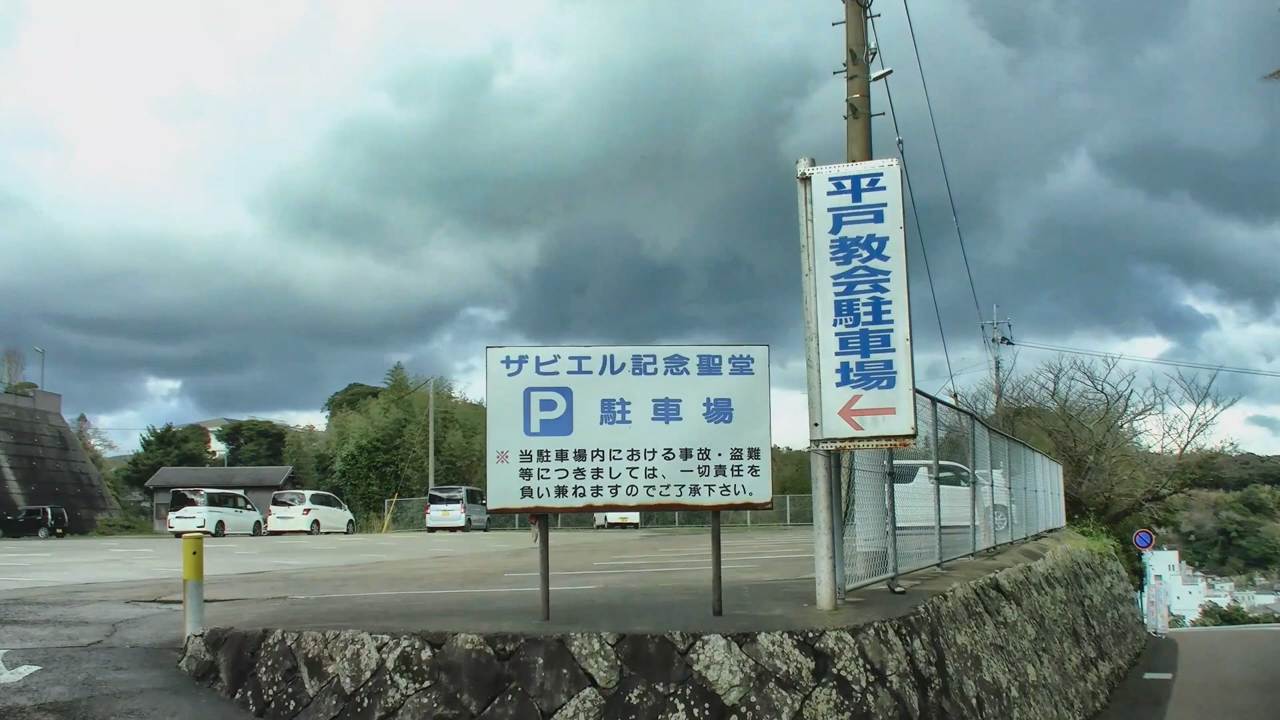 平戸教会駐車場
←
ザビエル記念聖堂
P 駐車場
※当駐車場内における事故・盗難
等につきましては、一切責任を
負い兼ねますのでご了承下さい。